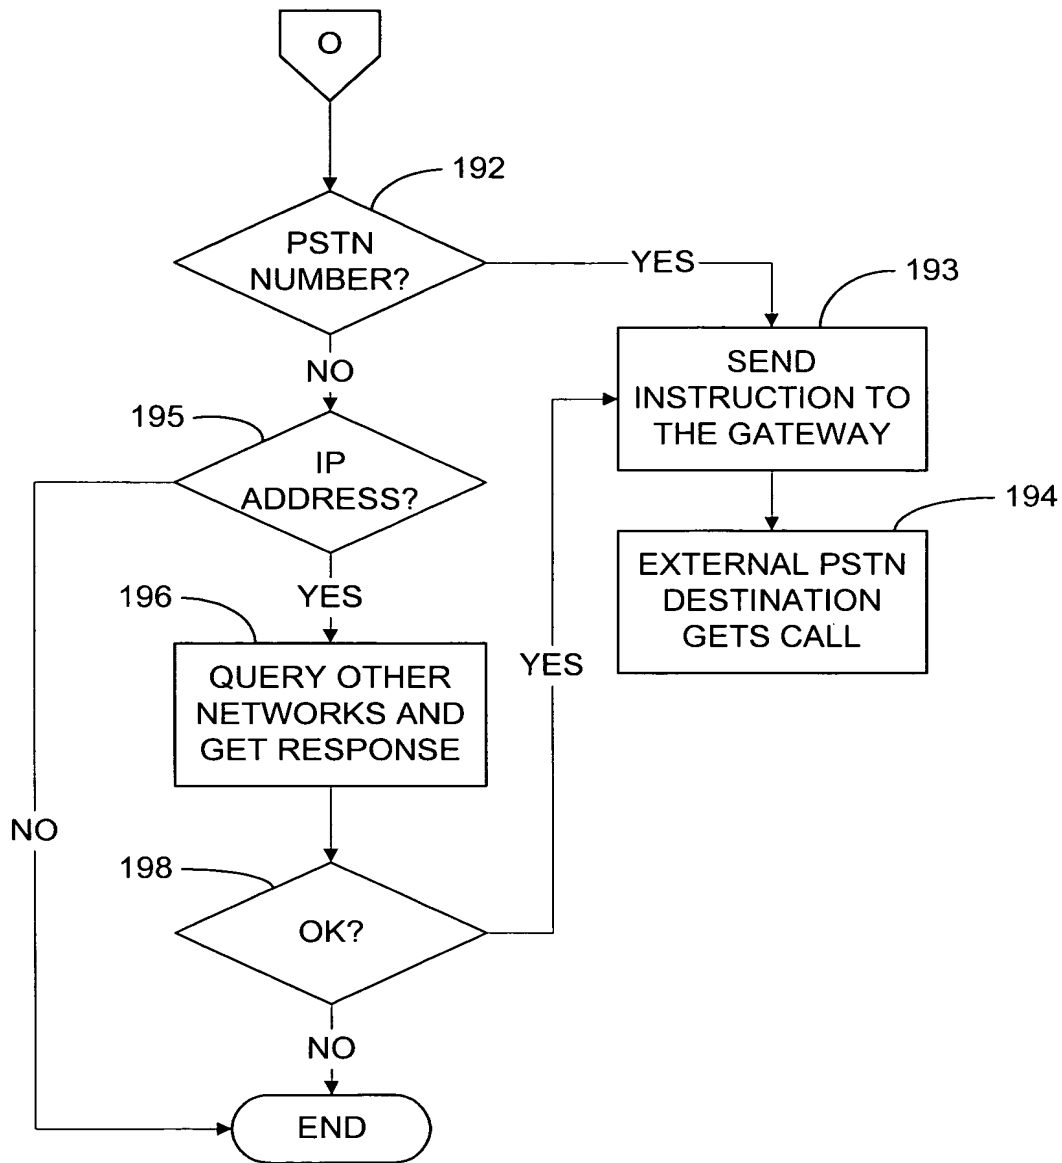 O
192
PSTN
NUMBER?
YES
193
SEND
INSTRUCTION TO
THE GATEWAY
NO
195
IP
ADDRESS?
194
EXTERNAL PSTN
DESTINATION
GETS CALL
YES
196
QUERY OTHER
NETWORKS AND
GET RESPONSE
YES
NO
198
OK?
NO
END